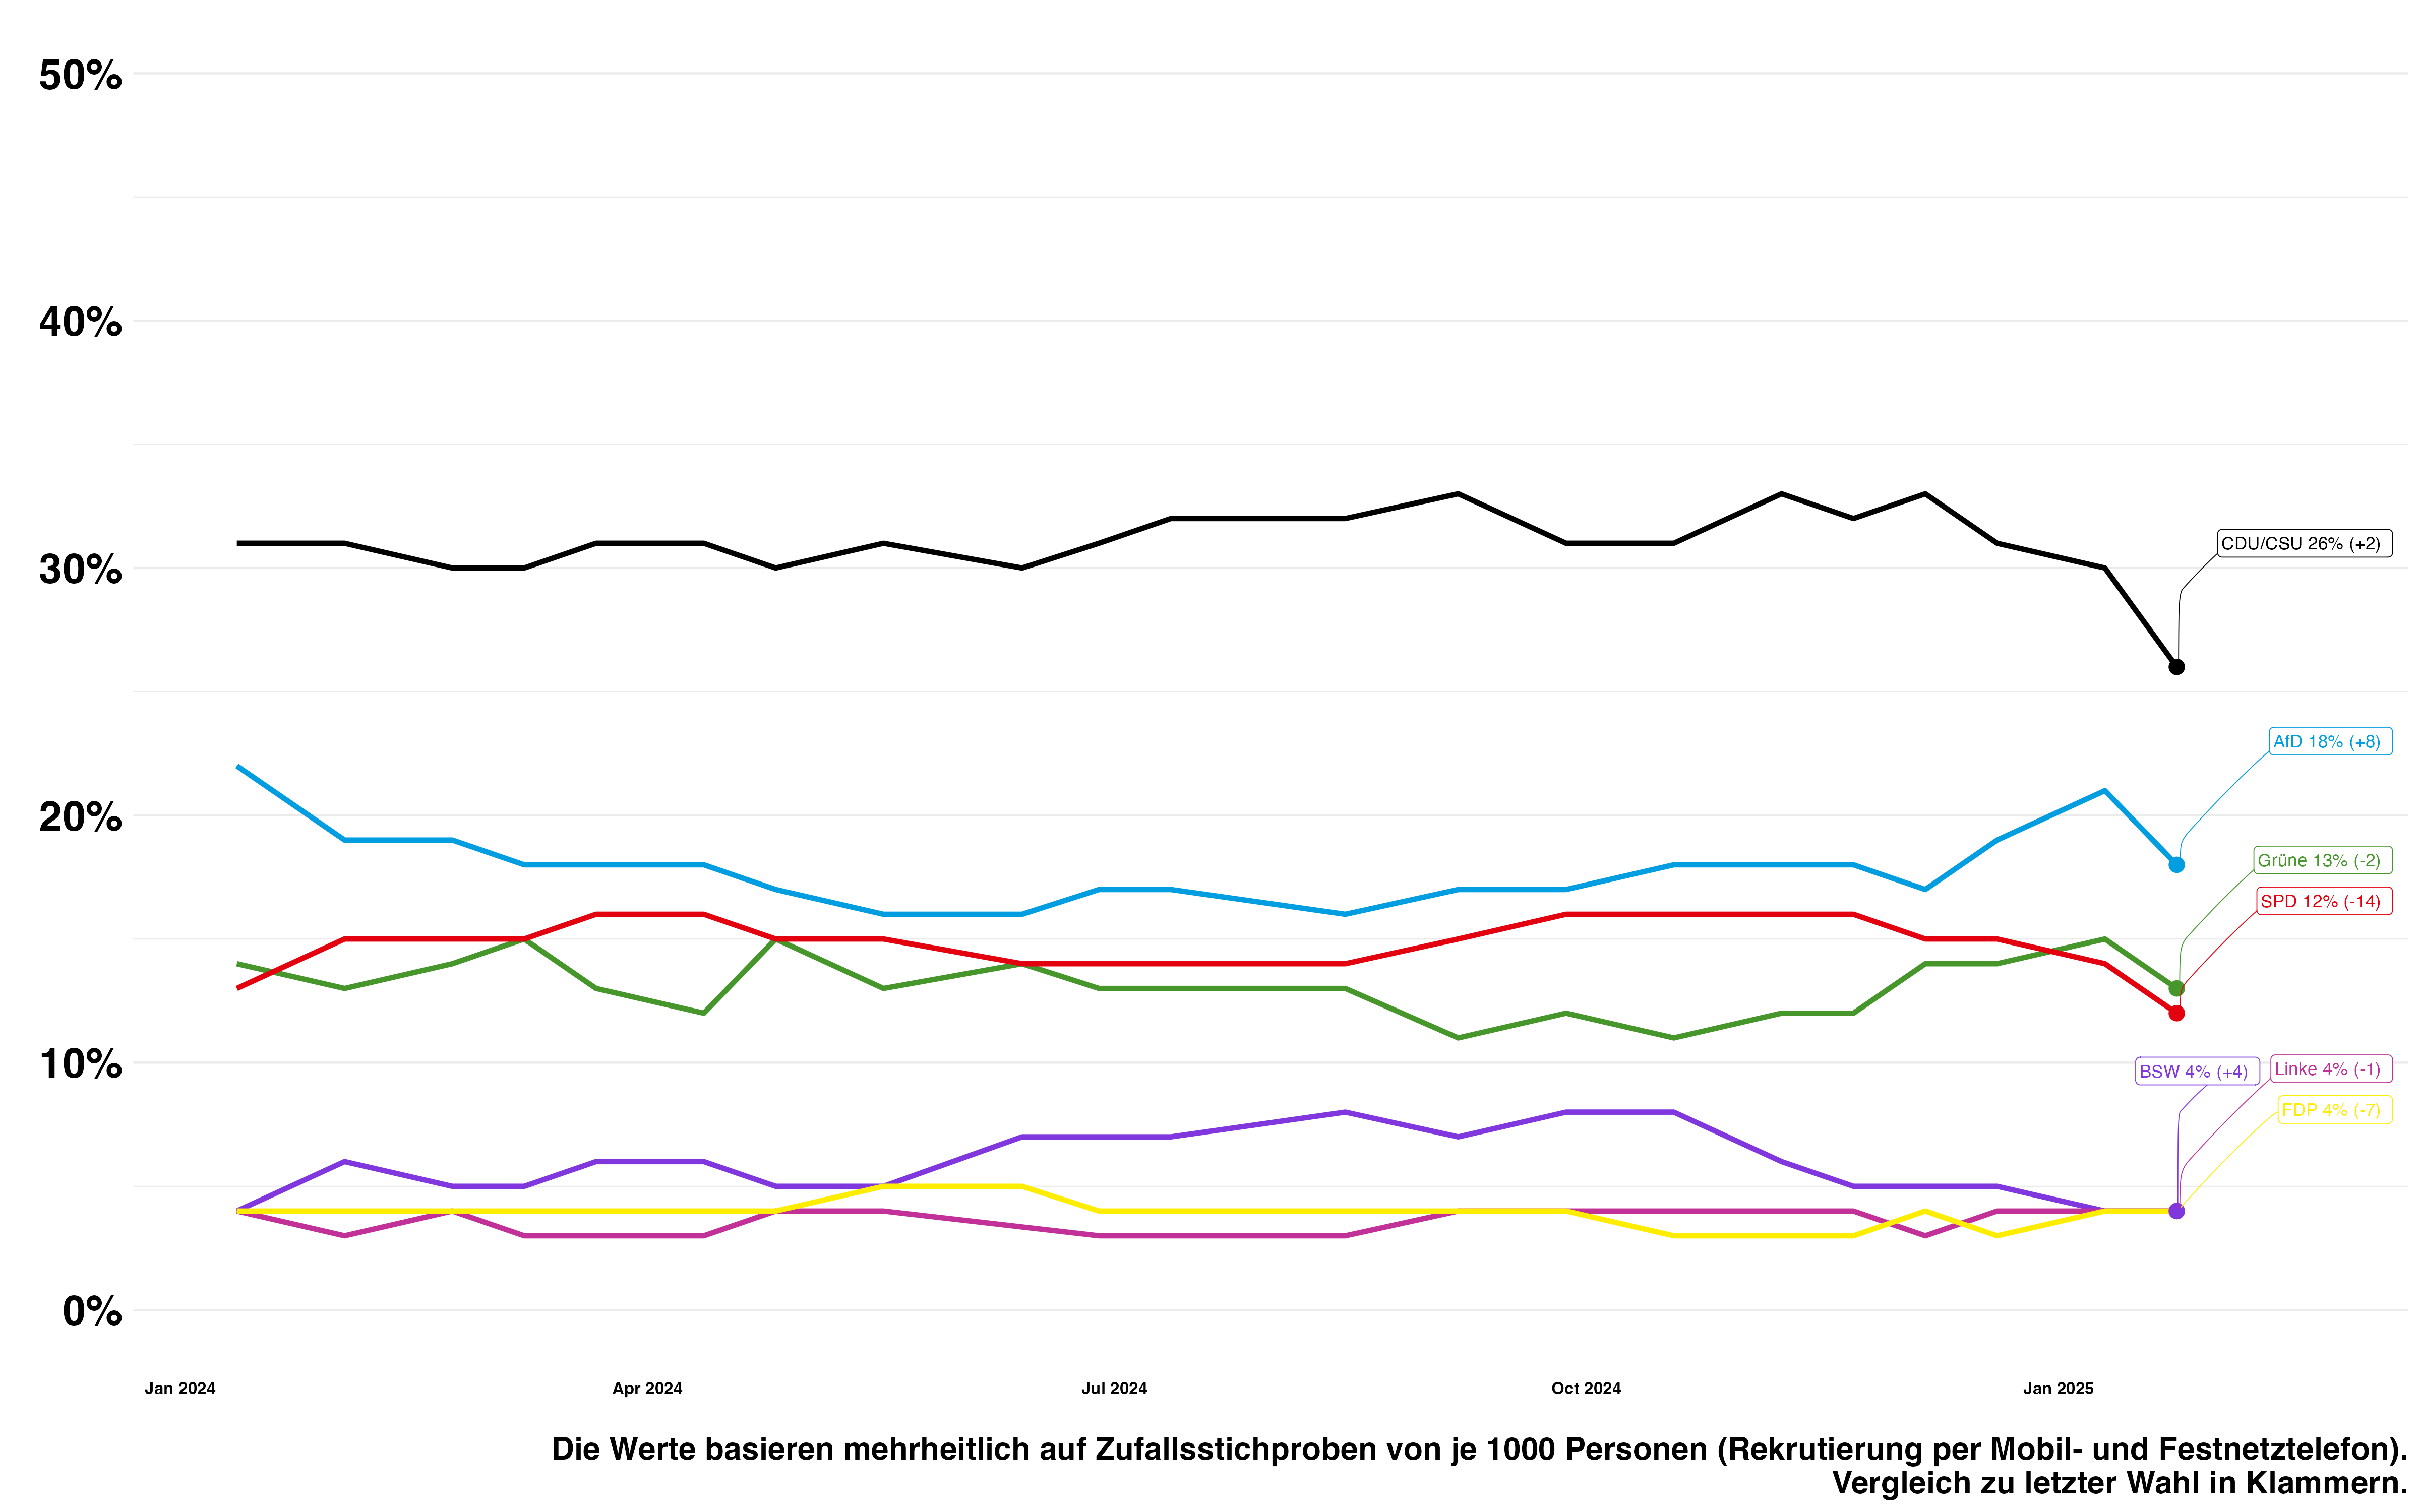 50%
40%
30%
20%
10%
0%
CDU/CSU 26% (+2)
AfD 18% (+8)
Grüne 13% (-2)
SPD 12% (-14)
BSW 4% (+4)
Linke 4% (-1)
FDP 4% (-7)
Jan 2024
Apr 2024
Jul 2024
Oct 2024
Jan 2025
Die Werte basieren mehrheitlich auf Zufallsstichproben von je 1000 Personen (Rekrutierung per Mobil- und Festnetztelefon).
Vergleich zu letzter Wahl in Klammern.